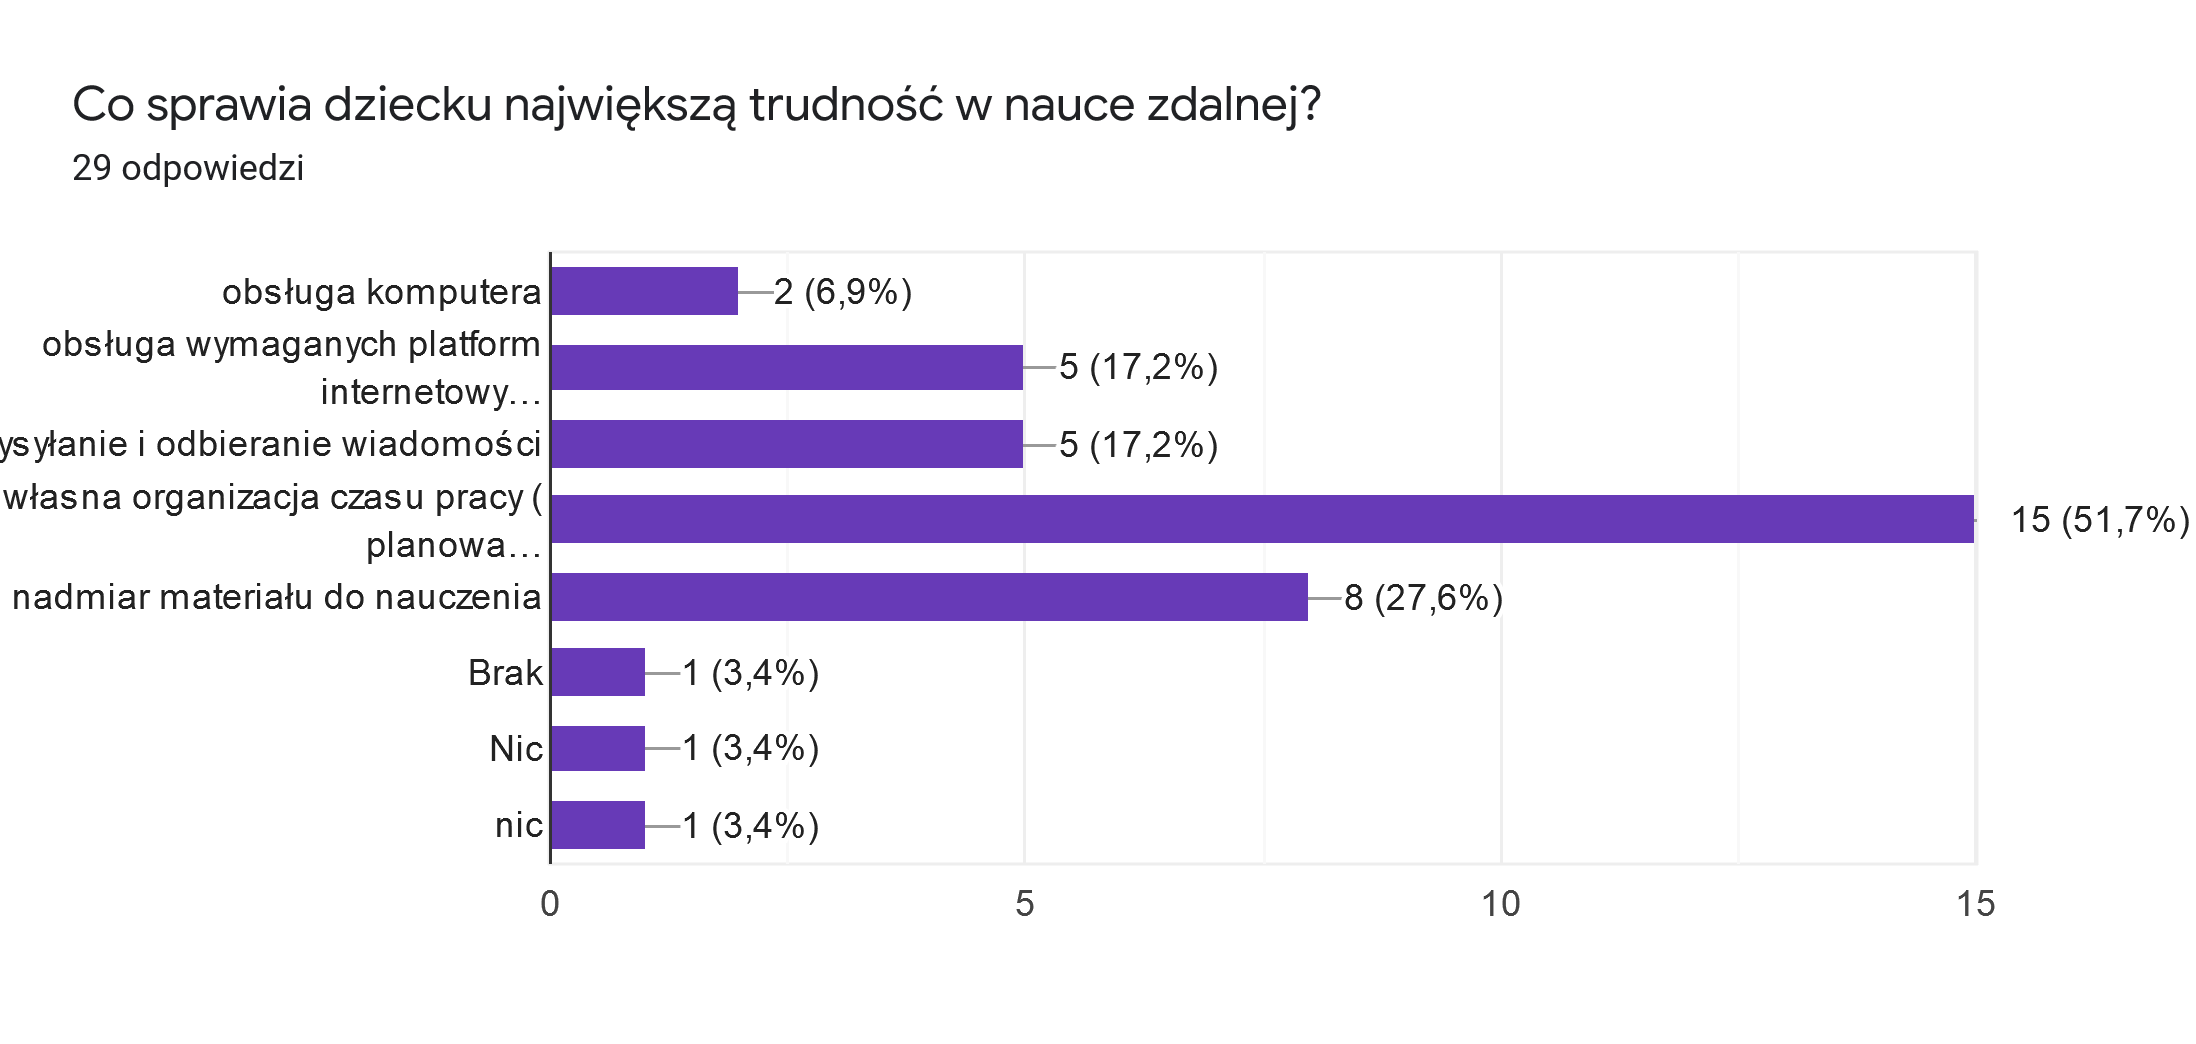 Co sprawia dziecku największą trudność w nauce zdalnej?
29 odpowiedzi
obsługa komputera
2 (6,9%)
obsługa wymaganych platform
internetowy…
5 (17,2%)
ysyłanie i odbieranie wiadomości
5 (17,2%)
własna organizacja czasu pracy (
planowa…
15 (51,7%)
nadmiar materiału do nauczenia
8 (27,6%)
Brak
1 (3,4%)
Nic
1 (3,4%)
nic
1 (3,4%)
0 5 10 15